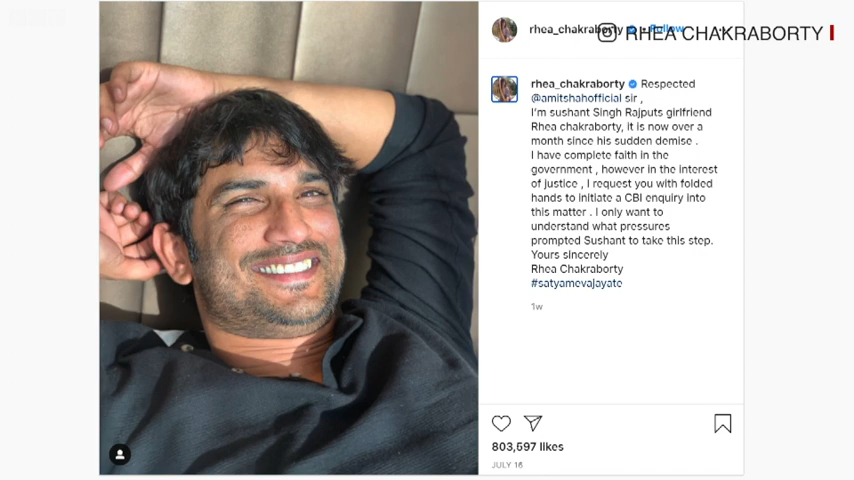 rhea_chakraborty • Follow
RHEA CHAKRABORTY
rhea_chakraborty Respected
@amitshahofficial sir ,
I'm sushant Singh Rajputs girlfriend
Rhea chakraborty, it is now over a
month since his sudden demise .
I have complete faith in the
government , however in the interest
of justice , I request you with folded
hands to initiate a CBI enquiry into
this matter . I only want to
understand what pressures
prompted Sushant to take this step.
Yours sincerely
Rhea Chakraborty
#satyamevajayate
1w
803,597 likes
JULY 16